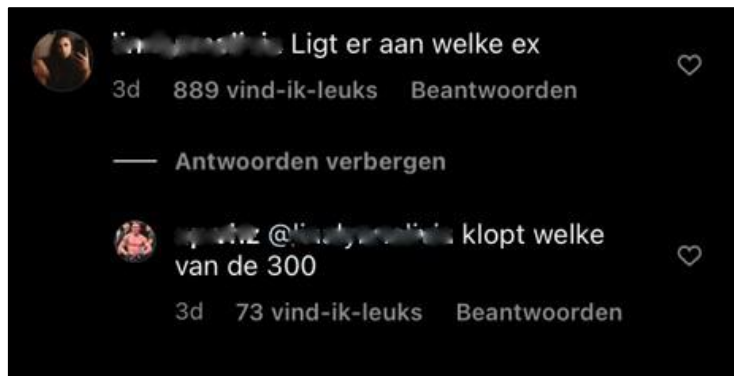 Ligt er aan welke ex
3d 889 vind-ik-leuks Beantwoorden
Antwoorden verbergen
klopt welke
van de 300
3d 73 vind-ik-leuks Beantwoorden